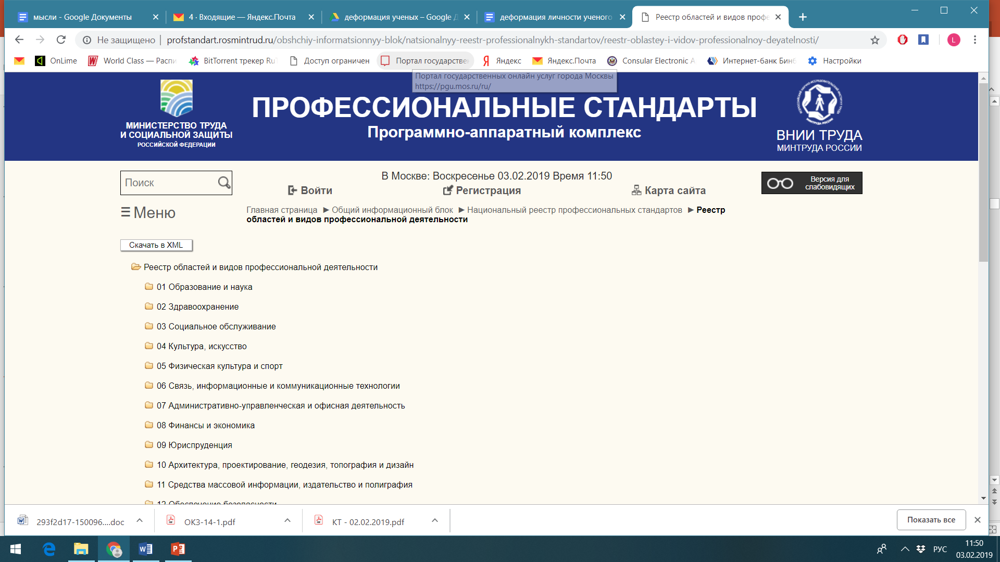 мысли - Google Документы
4 · Входящие — Яндекс.Почта
деформация ученых – Google Д
деформация личности ученого
Реестр областей и видов профе
Не защищено | profstandart.rosmintrud.ru/obshchiy-informatsionnyy-blok/natsionalnyy-reestr-professionalnykh-standartov/reestr-oblastey-i-vidov-professionalnoy-deyatelnosti/
L
OnLime
World Class — Распи
BitTorrent трекер RuT
Доступ ограничен
Портал государствен
Яндекс
Яндекс.Почта
Consular Electronic A
Интернет-банк Бинб
Настройки
Портал государственных онлайн услуг города Москвы
https://pgu.mos.ru/ru/
МИНИСТЕРСТВО ТРУДА
И СОЦИАЛЬНОЙ ЗАЩИТЫ
РОССИЙСКОЙ ФЕДЕРАЦИИ
ПРОФЕССИОНАЛЬНЫЕ СТАНДАРТЫ
Программно-аппаратный комплекс
ВНИИ ТРУДА
МИНТРУДА РОССИИ
Поиск
В Москве: Воскресенье 03.02.2019 Время 11:50
Войти
Регистрация
Карта сайта
Версия для
слабовидящих
Меню
Главная страница ► Общий информационный блок ► Национальный реестр профессиональных стандартов ► Реестр
областей и видов профессиональной деятельности
Скачать в XML
Реестр областей и видов профессиональной деятельности
01 Образование и наука
02 Здравоохранение
03 Социальное обслуживание
04 Культура, искусство
05 Физическая культура и спорт
06 Связь, информационные и коммуникационные технологии
07 Административно-управленческая и офисная деятельность
08 Финансы и экономика
09 Юриспруденция
10 Архитектура, проектирование, геодезия, топография и дизайн
11 Средства массовой информации, издательство и полиграфия
12 Обеспечение безопасности
293f2d17-150096....doc
ОКЗ-14-1.pdf
КТ - 02.02.2019.pdf
Показать все
РУС
11:50
03.02.2019